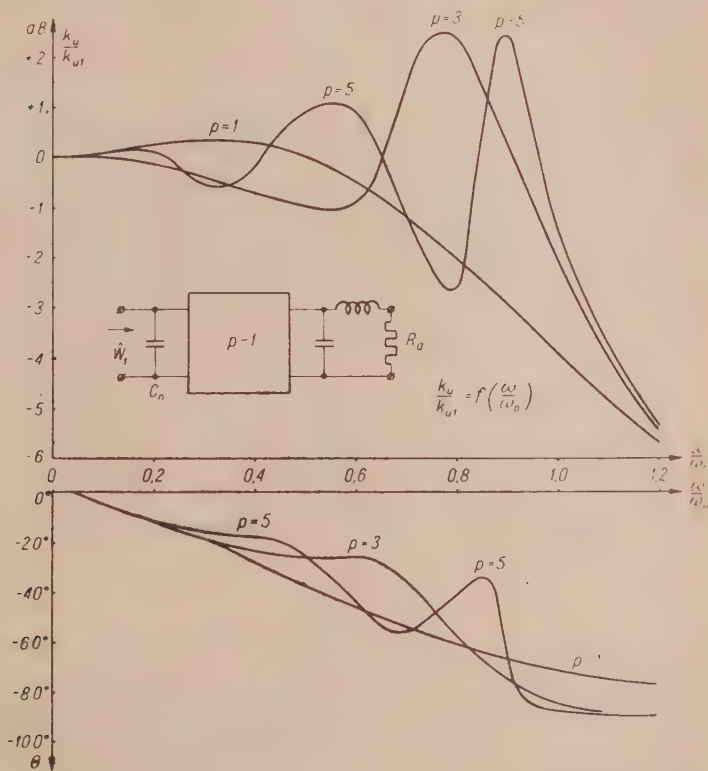 dB
k_u/k_u1
+2
+1
0
-1
-2
-3
-4
-5
-6
p=3
p=5
p=5
p=1
Ŵ₁
C_n
p-1
R_a
k_u/k_u1 = f(ω/ω_0)
0 0,2 0,4 0,6 0,8 1,0 1,2
0°
-20°
-40°
-60°
-80°
-100°
Θ
p=5
p=3
p=5